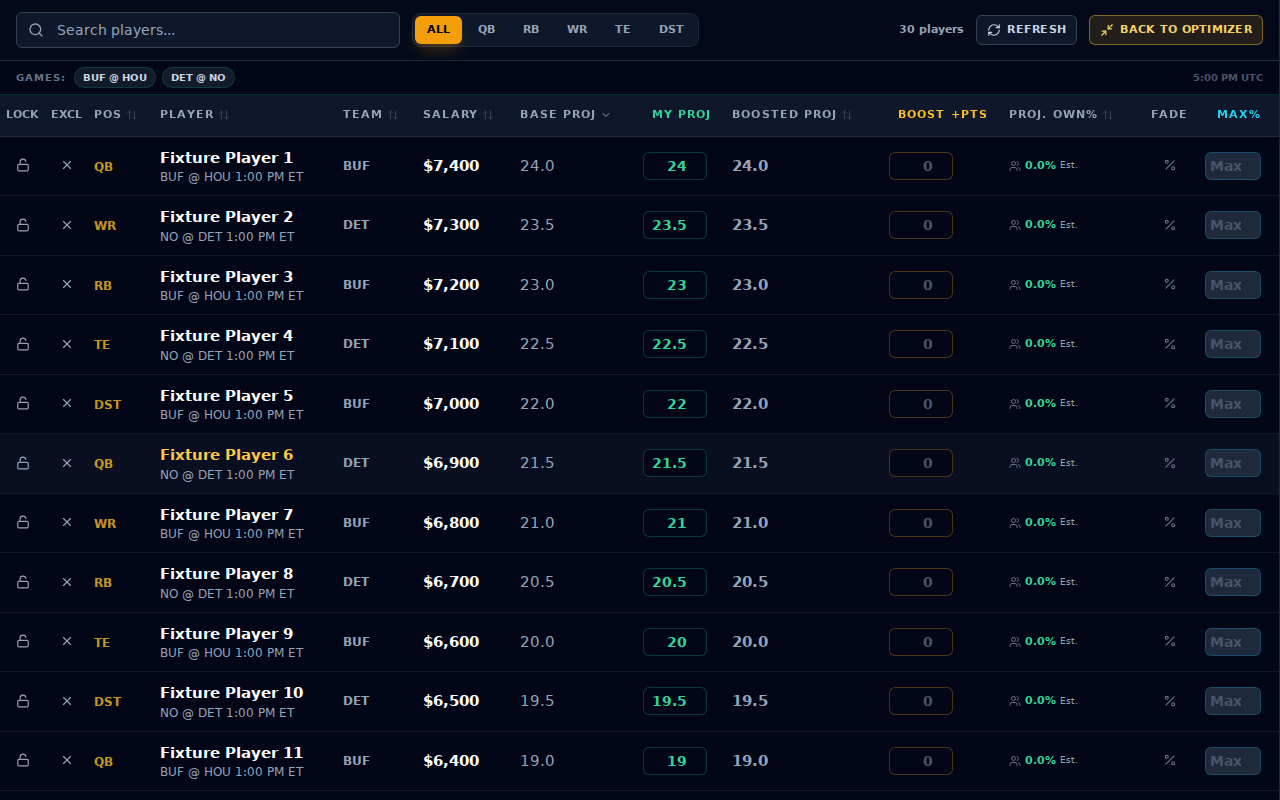 Search players...
ALL QB RB WR TE DST
30 players REFRESH BACK TO OPTIMIZER
GAMES: BUF @ HOU DET @ NO 5:00 PM UTC
LOCK EXCL POS PLAYER TEAM SALARY BASE PROJ MY PROJ BOOSTED PROJ BOOST +PTS PROJ. OWN% FADE MAX%
QB Fixture Player 1 BUF $7,400 24.0 24 24.0 0 0.0% Est. % Max
BUF @ HOU 1:00 PM ET
WR Fixture Player 2 DET $7,300 23.5 23.5 23.5 0 0.0% Est. % Max
NO @ DET 1:00 PM ET
RB Fixture Player 3 BUF $7,200 23.0 23 23.0 0 0.0% Est. % Max
BUF @ HOU 1:00 PM ET
TE Fixture Player 4 DET $7,100 22.5 22.5 22.5 0 0.0% Est. % Max
NO @ DET 1:00 PM ET
DST Fixture Player 5 BUF $7,000 22.0 22 22.0 0 0.0% Est. % Max
BUF @ HOU 1:00 PM ET
QB Fixture Player 6 DET $6,900 21.5 21.5 21.5 0 0.0% Est. % Max
NO @ DET 1:00 PM ET
WR Fixture Player 7 BUF $6,800 21.0 21 21.0 0 0.0% Est. % Max
BUF @ HOU 1:00 PM ET
RB Fixture Player 8 DET $6,700 20.5 20.5 20.5 0 0.0% Est. % Max
NO @ DET 1:00 PM ET
TE Fixture Player 9 BUF $6,600 20.0 20 20.0 0 0.0% Est. % Max
BUF @ HOU 1:00 PM ET
DST Fixture Player 10 DET $6,500 19.5 19.5 19.5 0 0.0% Est. % Max
NO @ DET 1:00 PM ET
QB Fixture Player 11 BUF $6,400 19.0 19 19.0 0 0.0% Est. % Max
BUF @ HOU 1:00 PM ET